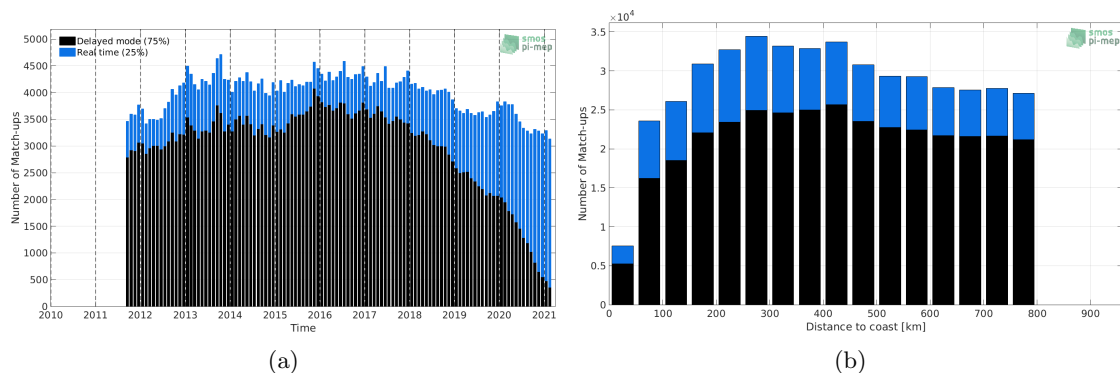 5000
4500
4000
3500
3000
2500
2000
1500
1000
500
0
Number of Match-ups
Delayed mode (75%)
Real time (25%)
smos
pi-mep
2010 2011 2012 2013 2014 2015 2016 2017 2018 2019 2020 2021
Time
(a)
×10⁴
3.5
3
2.5
2
1.5
1
0.5
0
Number of Match-ups
smos
pi-mep
0 100 200 300 400 500 600 700 800 900
Distance to coast [km]
(b)